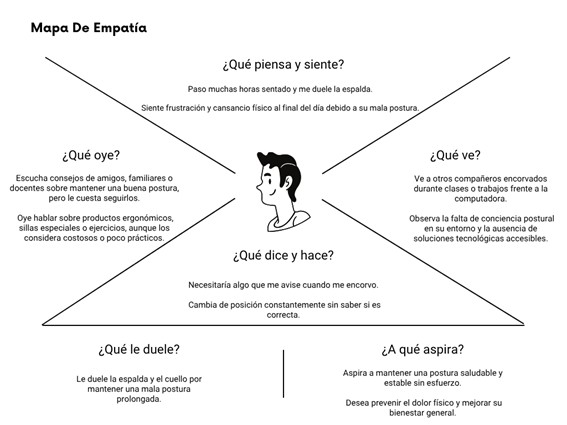 Mapa De Empatía
¿Qué piensa y siente?
Paso muchas horas sentado y me duele la espalda.
Siente frustración y cansancio físico al final del día debido a su mala postura.
¿Qué oye?
Escucha consejos de amigos, familiares o
docentes sobre mantener una buena postura,
pero le cuesta seguirlos.
Oye hablar sobre productos ergonómicos,
sillas especiales o ejercicios, aunque los
considera costosos o poco prácticos.
¿Qué ve?
Ve a otros compañeros encorvados
durante clases o trabajos frente a la
computadora.
Observa la falta de conciencia postural
en su entorno y la ausencia de
soluciones tecnológicas accesibles.
¿Qué dice y hace?
Necesitaría algo que me avise cuando me encorvo.
Cambia de posición constantemente sin saber si es
correcta.
¿Qué le duele?
Le duele la espalda y el cuello por
mantener una mala postura
prolongada.
¿A qué aspira?
Aspira a mantener una postura saludable y
estable sin esfuerzo.
Desea prevenir el dolor físico y mejorar su
bienestar general.